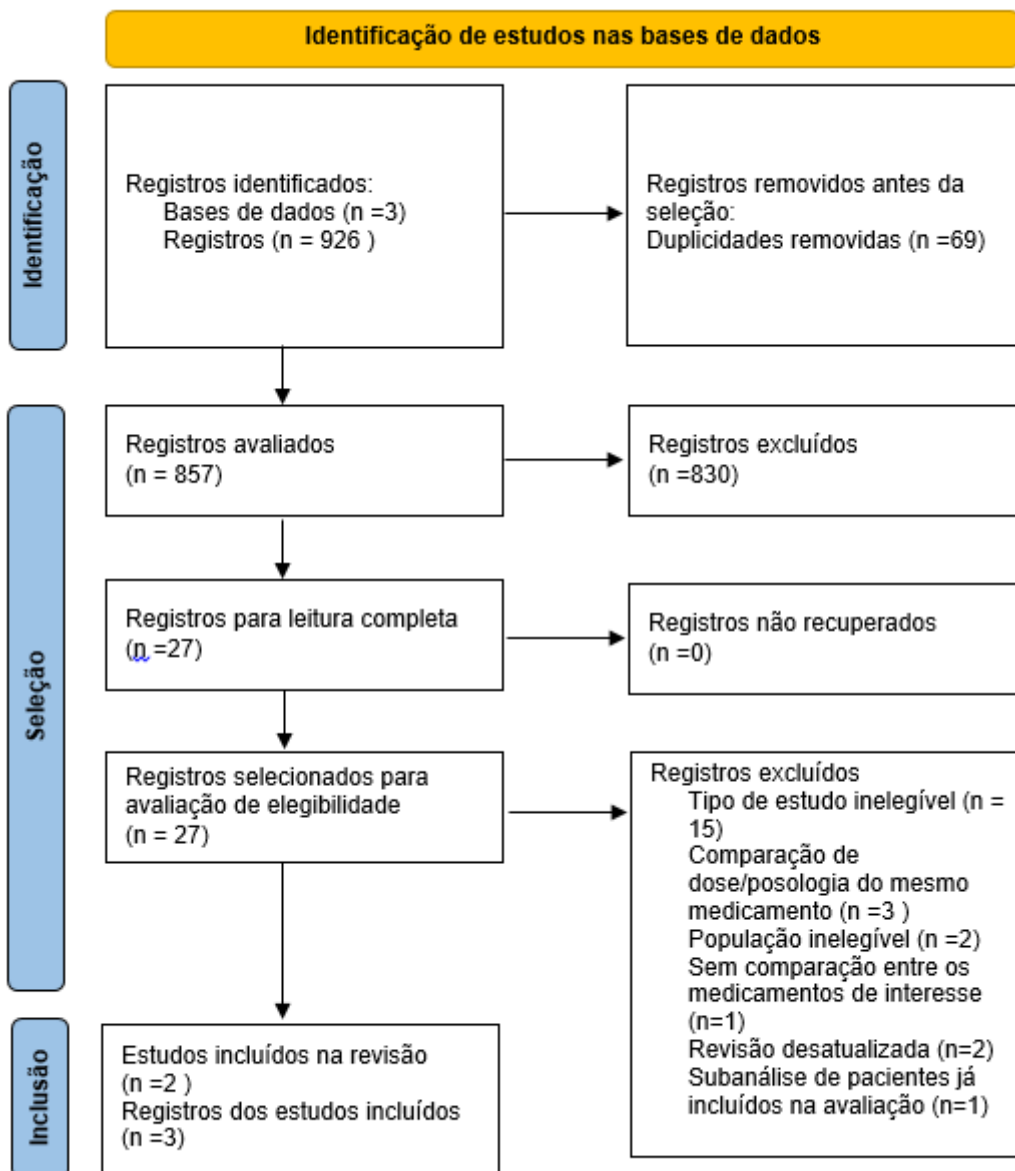 Identificação de estudos nas bases de dados
Identificação
Registros identificados:
Bases de dados (n =3)
Registros (n = 926 )
Registros removidos antes da
seleção:
Duplicidades removidas (n =69)
Seleção
Registros avaliados
(n = 857)
Registros excluídos
(n =830)
Registros para leitura completa
(n =27)
Registros não recuperados
(n =0)
Registros selecionados para
avaliação de elegibilidade
(n = 27)
Registros excluídos
Tipo de estudo inelegível (n =
15)
Comparação de
dose/posologia do mesmo
medicamento (n =3 )
População inelegível (n =2)
Sem comparação entre os
medicamentos de interesse
(n=1)
Revisão desatualizada (n=2)
Subanálise de pacientes já
incluídos na avaliação (n=1)
Inclusão
Estudos incluídos na revisão
(n =2 )
Registros dos estudos incluídos
(n =3)